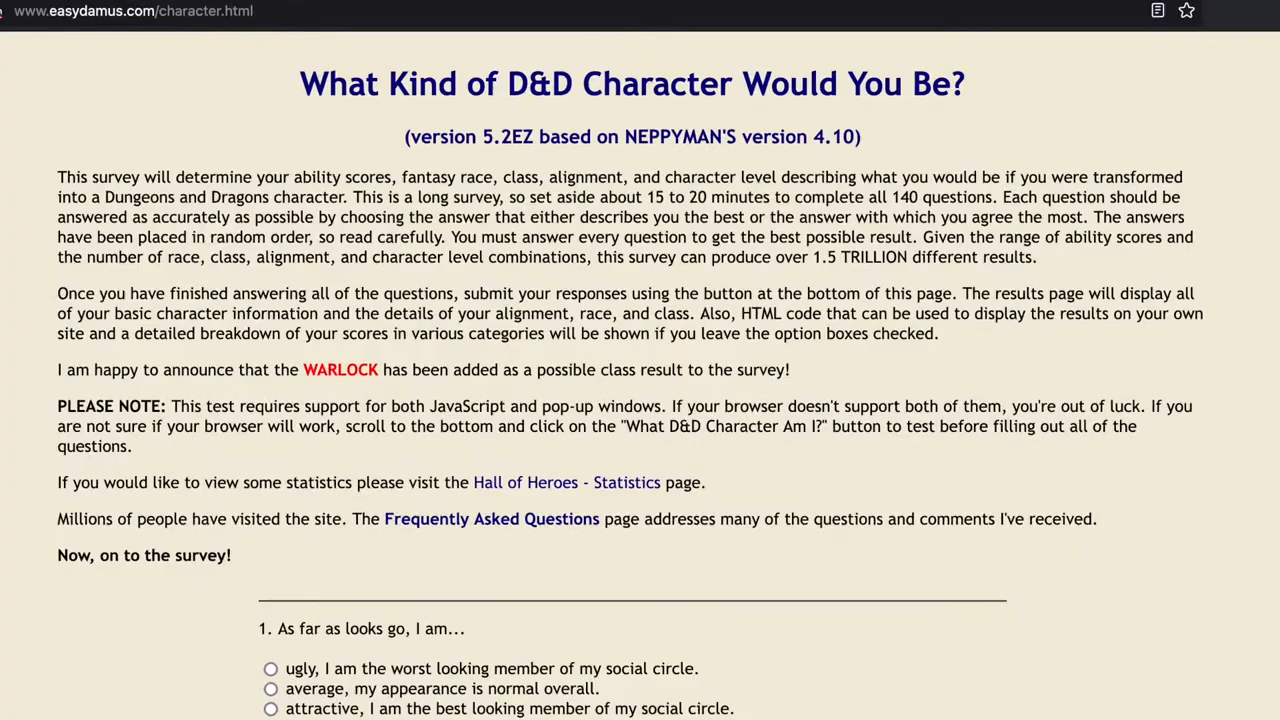 www.easydamus.com/character.html
What Kind of D&D Character Would You Be?
(version 5.2EZ based on NEPPYMAN'S version 4.10)
This survey will determine your ability scores, fantasy race, class, alignment, and character level describing what you would be if you were transformed
into a Dungeons and Dragons character. This is a long survey, so set aside about 15 to 20 minutes to complete all 140 questions. Each question should be
answered as accurately as possible by choosing the answer that either describes you the best or the answer with which you agree the most. The answers
have been placed in random order, so read carefully. You must answer every question to get the best possible result. Given the range of ability scores and
the number of race, class, alignment, and character level combinations, this survey can produce over 1.5 TRILLION different results.
Once you have finished answering all of the questions, submit your responses using the button at the bottom of this page. The results page will display all
of your basic character information and the details of your alignment, race, and class. Also, HTML code that can be used to display the results on your own
site and a detailed breakdown of your scores in various categories will be shown if you leave the option boxes checked.
I am happy to announce that the WARLOCK has been added as a possible class result to the survey!
PLEASE NOTE: This test requires support for both JavaScript and pop-up windows. If your browser doesn't support both of them, you're out of luck. If you
are not sure if your browser will work, scroll to the bottom and click on the "What D&D Character Am I?" button to test before filling out all of the
questions.
If you would like to view some statistics please visit the Hall of Heroes - Statistics page.
Millions of people have visited the site. The Frequently Asked Questions page addresses many of the questions and comments I've received.
Now, on to the survey!
1. As far as looks go, I am...
ugly, I am the worst looking member of my social circle.
average, my appearance is normal overall.
attractive, I am the best looking member of my social circle.